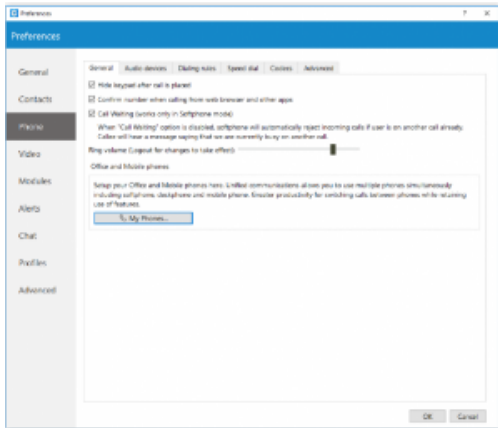 Preferences
Preferences
General
Contacts
Phone
Video
Modules
Alerts
Chat
Profiles
Advanced
General Audio devices Dialing rules Speed dial Codecs Advanced
Hide keypad after call is placed
Confirm number when calling from web browser and other apps
Call Waiting (works only in Softphone mode)
When "Call Waiting" option is disabled, softphone will automatically reject incoming calls if user is on another call already.
Caller will hear a message saying that we are currently busy on another call.
Ring volume (Logout for changes to take effect)
Office and Mobile phones
Setup your Office and Mobile phones here. Unified communications allows you to use multiple phones simultaneously
including softphone, deskphone and mobile phone. Greater productivity for switching calls between phones while retaining
use of features.
My Phones...
OK Cancel